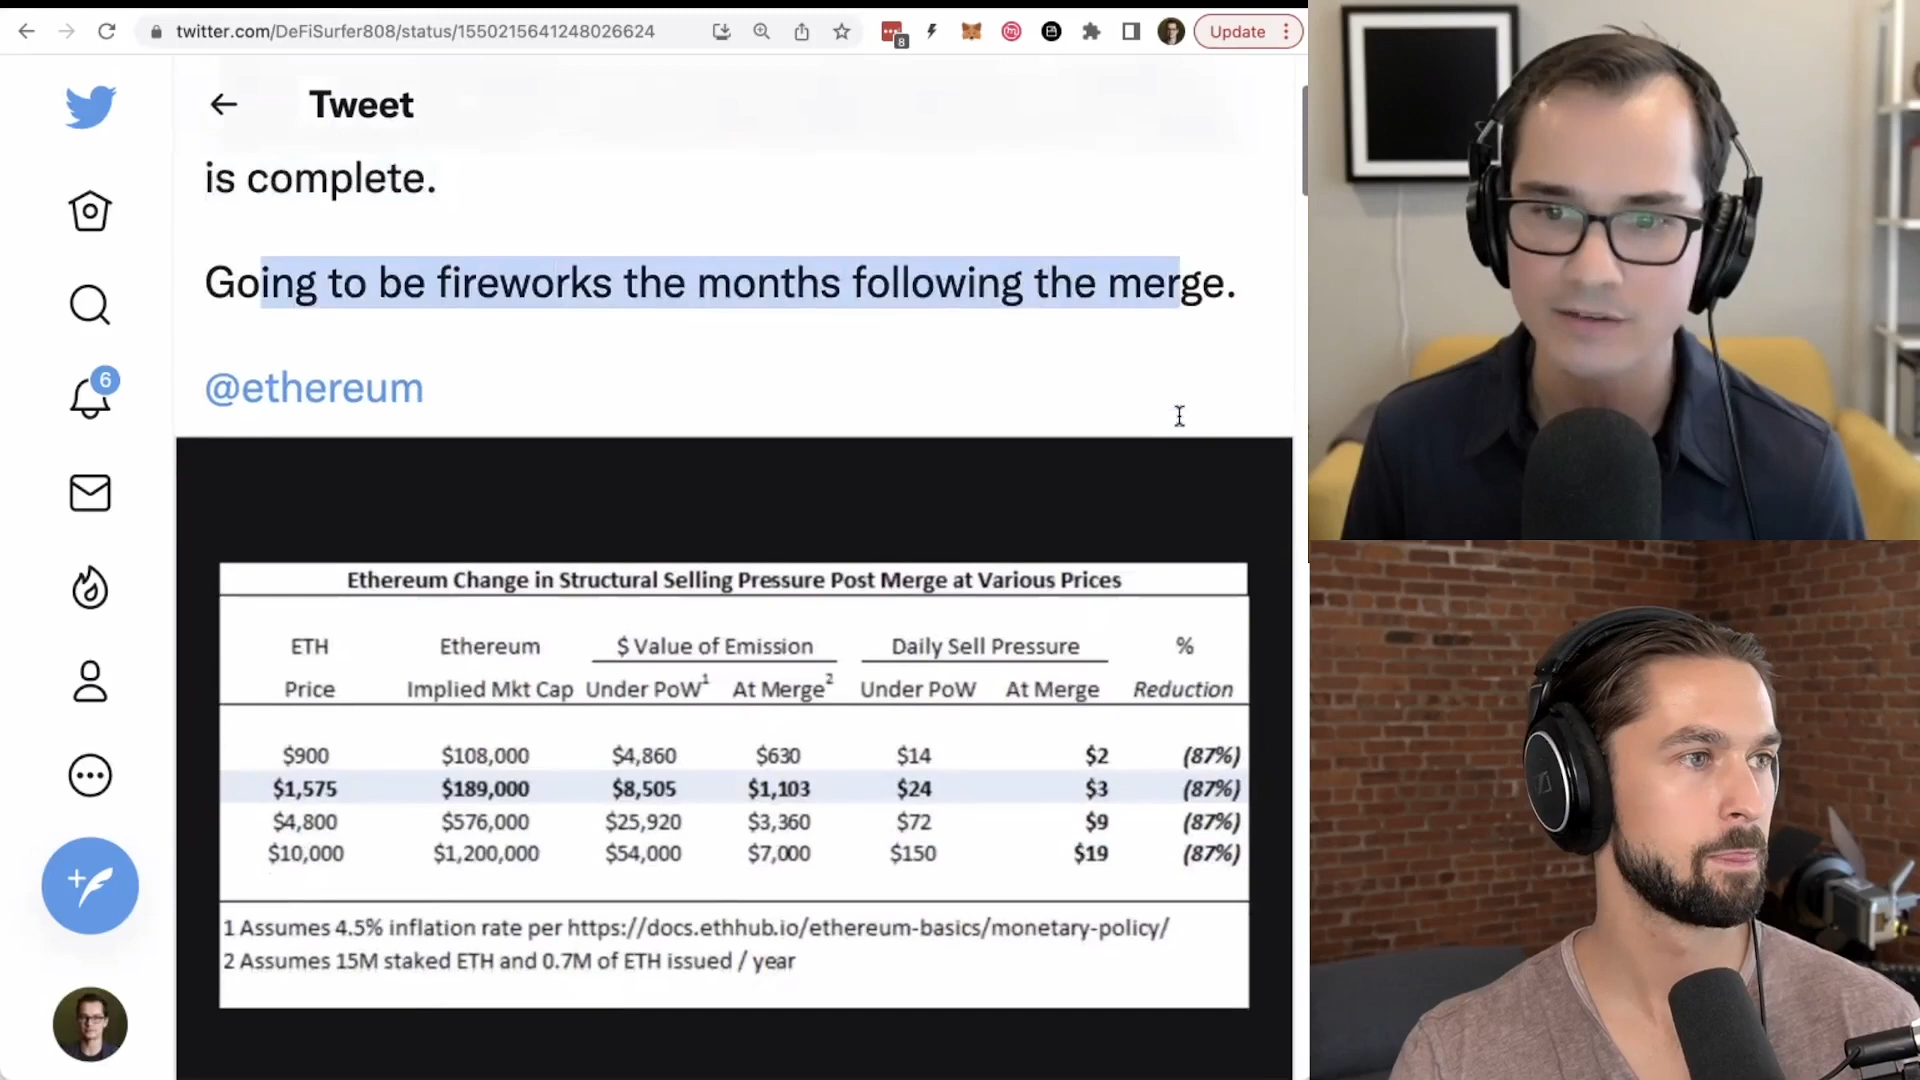 twitter.com/DeFiSurfer808/status/1550215641248026624
8
Update
Tweet
is complete.
Going to be fireworks the months following the merge.
@ethereum
6
Ethereum Change in Structural Selling Pressure Post Merge at Various Prices
ETH Ethereum $ Value of Emission Daily Sell Pressure %
Price Implied Mkt Cap Under PoW1 At Merge2 Under PoW At Merge Reduction
$900 $108,000 $4,860 $630 $14 $2 (87%)
$1,575 $189,000 $8,505 $1,103 $24 $3 (87%)
$4,800 $576,000 $25,920 $3,360 $72 $9 (87%)
$10,000 $1,200,000 $54,000 $7,000 $150 $19 (87%)
1 Assumes 4.5% inflation rate per https://docs.ethhub.io/ethereum-basics/monetary-policy/
2 Assumes 15M staked ETH and 0.7M of ETH issued / year